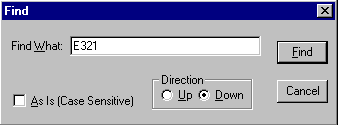 Find
Find What: E321
Find
Direction
Up Down
Cancel
As Is (Case Sensitive)